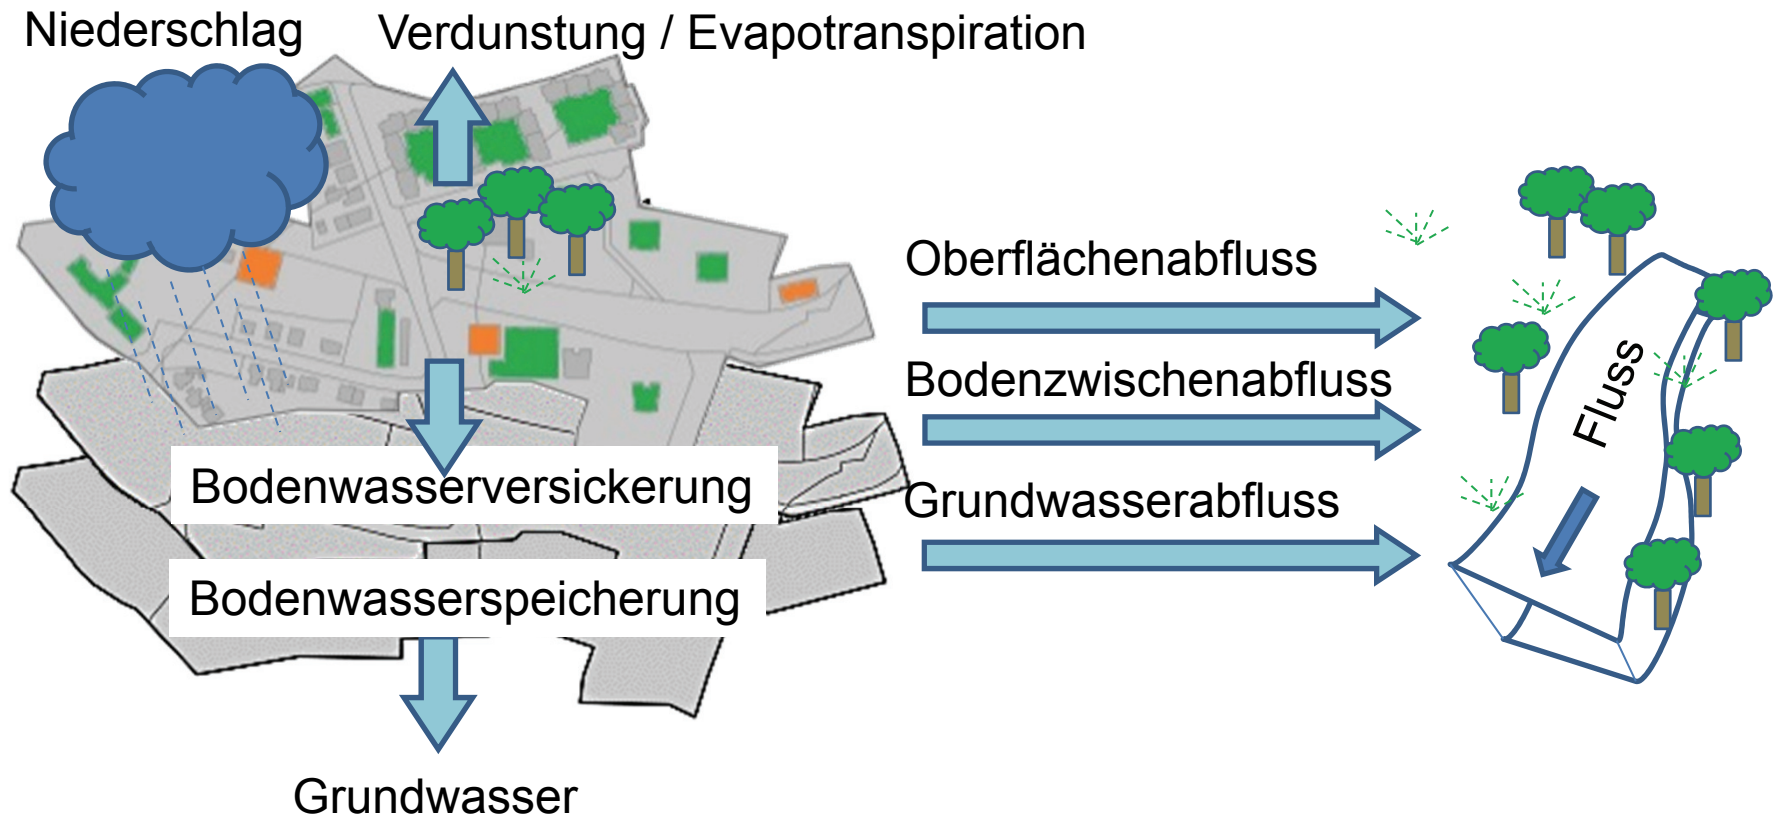 Niederschlag
Verdunstung / Evapotranspiration
Oberflächenabfluss
Bodenzwischenabfluss
Fluss
Bodenwasserversickerung
Grundwasserabfluss
Bodenwasserspeicherung
Grundwasser